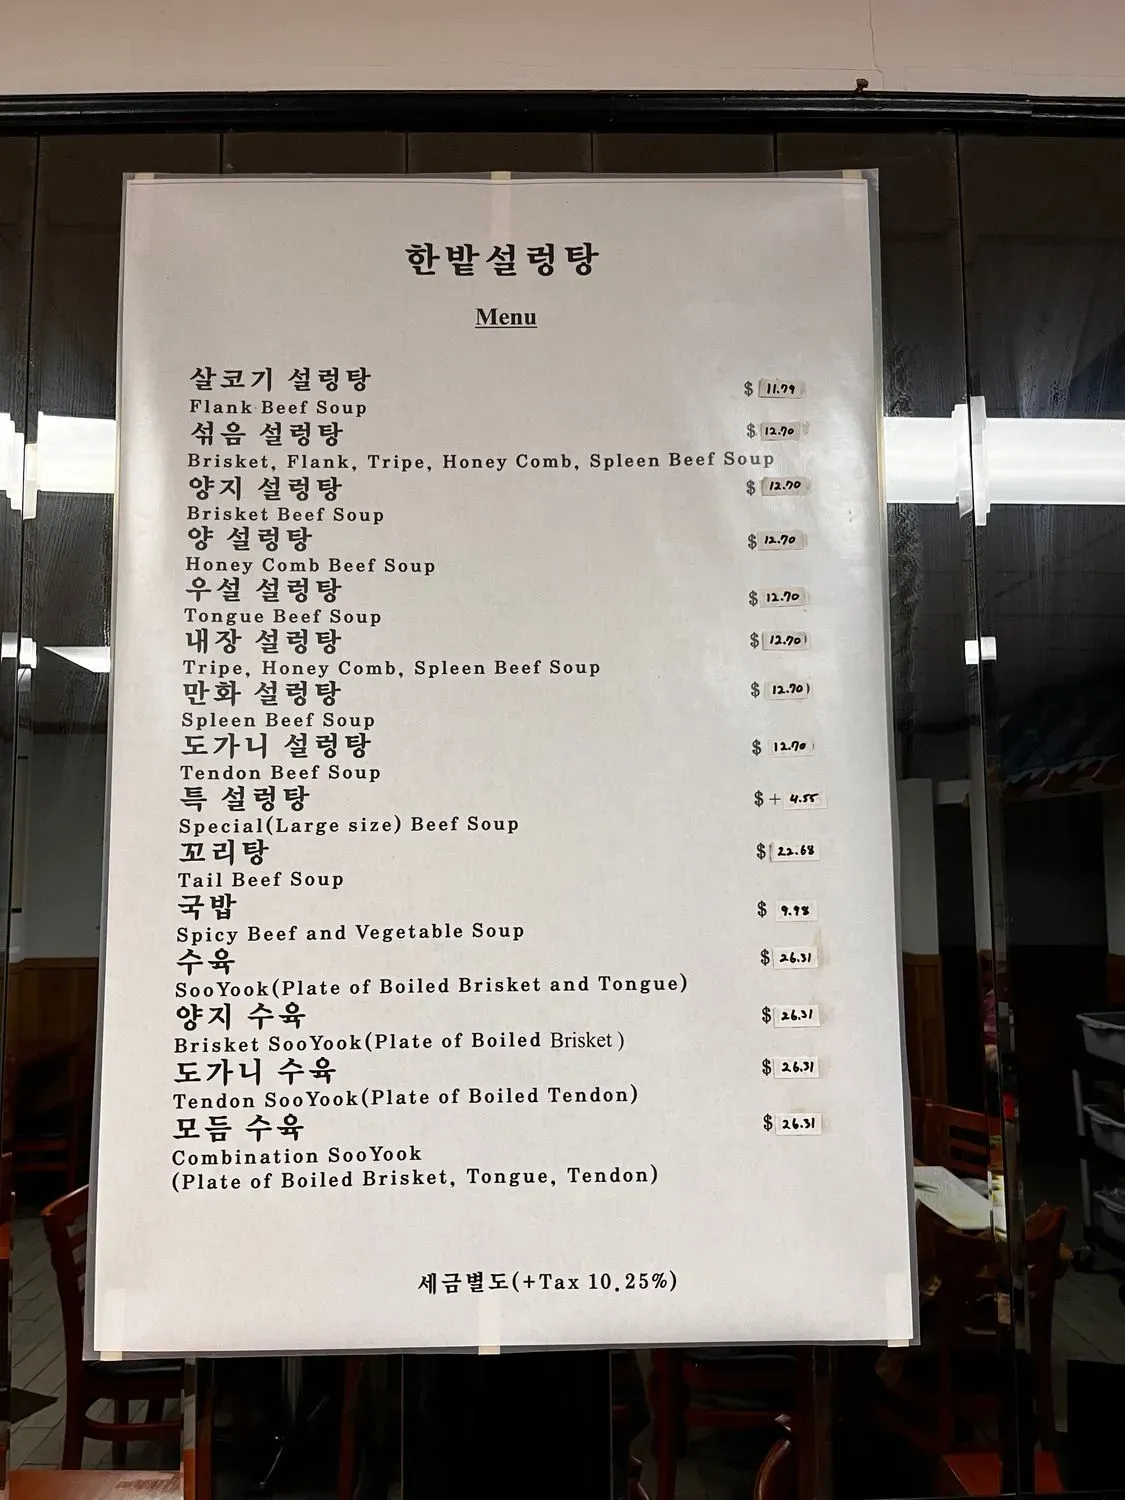 한밭설렁탕
Menu
살코기 설렁탕 $ 11.79
Flank Beef Soup
섞음 설렁탕 $ 12.70
Brisket, Flank, Tripe, Honey Comb, Spleen Beef Soup
양지 설렁탕 $ 12.70
Brisket Beef Soup
양 설렁탕 $ 12.70
Honey Comb Beef Soup
우설 설렁탕 $ 12.70
Tongue Beef Soup
내장 설렁탕 $ 12.70
Tripe, Honey Comb, Spleen Beef Soup
만화 설렁탕 $ 12.70
Spleen Beef Soup
도가니 설렁탕 $ 12.70
Tendon Beef Soup
특 설렁탕 $ + 4.55
Special(Large size) Beef Soup
꼬리탕 $ 22.68
Tail Beef Soup
국밥 $ 9.98
Spicy Beef and Vegetable Soup
수육 $ 26.31
SooYook(Plate of Boiled Brisket and Tongue)
양지 수육 $ 26.31
Brisket SooYook(Plate of Boiled Brisket )
도가니 수육 $ 26.31
Tendon SooYook(Plate of Boiled Tendon)
모듬 수육 $ 26.31
Combination SooYook
(Plate of Boiled Brisket, Tongue, Tendon)
세금별도(+Tax 10.25%)